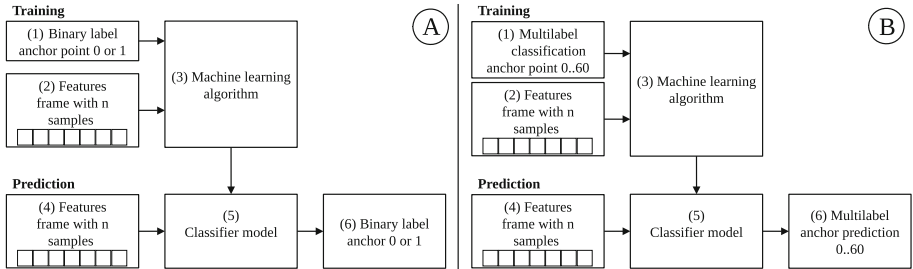 Training
A
(1) Binary label
anchor point 0 or 1
(2) Features
frame with n
samples
(3) Machine learning
algorithm
Prediction
(4) Features
frame with n
samples
(5)
Classifier model
(6) Binary label
anchor 0 or 1
Training
B
(1) Multilabel
classification
anchor point 0..60
(2) Features
frame with n
samples
(3) Machine learning
algorithm
Prediction
(4) Features
frame with n
samples
(5)
Classifier model
(6) Multilabel
anchor prediction
0..60